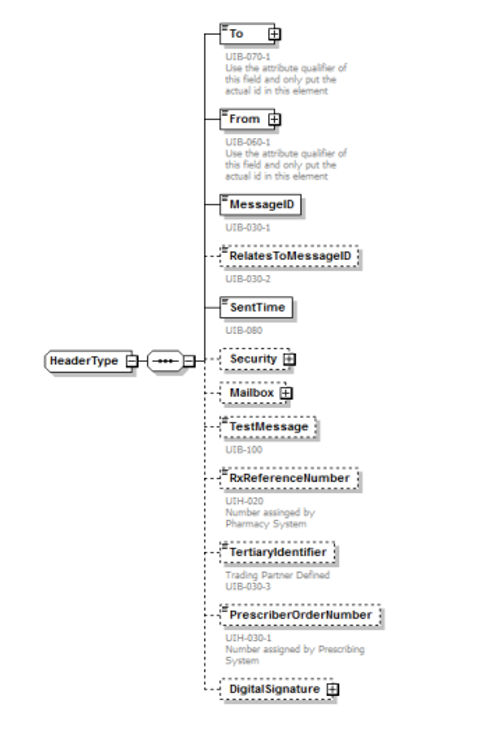 To
UIB-070-1
Use the attribute qualifier of
this field and only put the
actual id in this element
From
UIB-060-1
Use the attribute qualifier of
this field and only put the
actual id in this element
MessageID
UIB-030-1
RelatesToMessageID
UIB-030-2
SentTime
UIB-080
HeaderType
Security
Mailbox
TestMessage
UIB-100
RxReferenceNumber
UIH-020
Number assinged by
Pharmacy System
TertiaryIdentifier
Trading Partner Defined
UIB-030-3
PrescriberOrderNumber
UIH-030-1
Number assigned by Prescribing
System
DigitalSignature